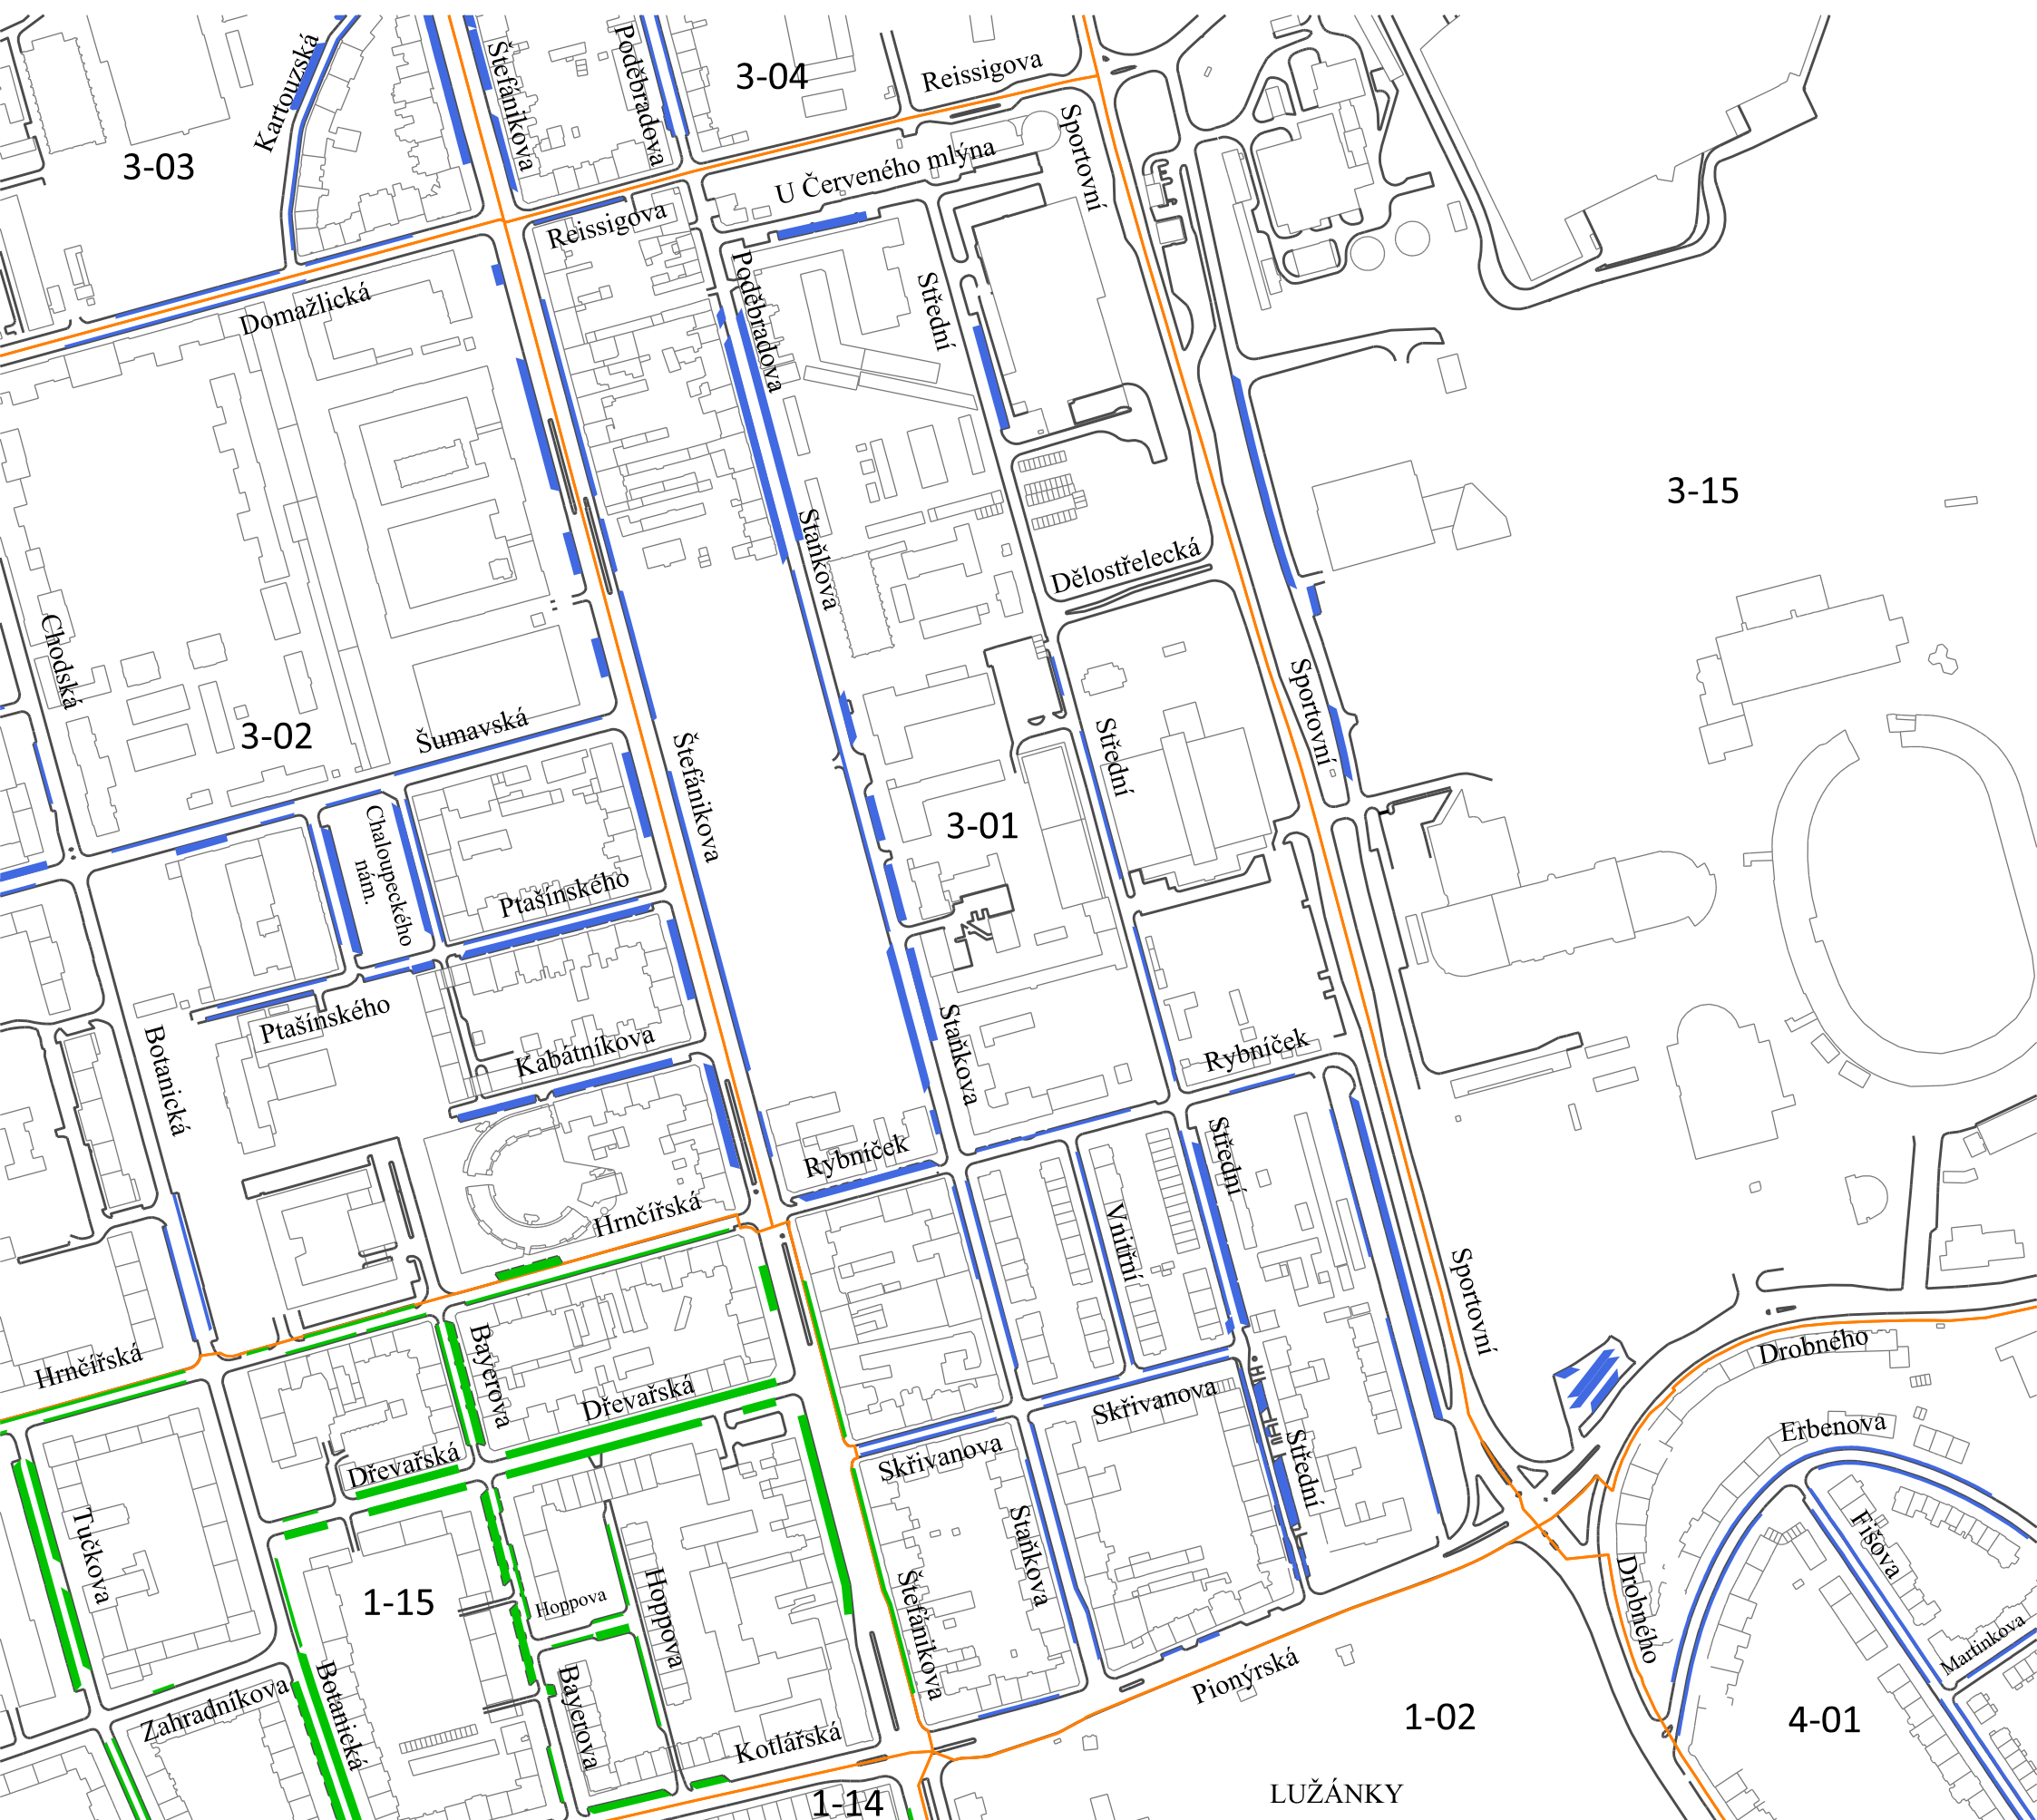 Kartouzská
Štefánikova
Poděbradova
3-04
Reissigova
Sportovní
3-03
U Červeného mlýna
Reissigova
Domažlická
Poděbradova
Střední
3-15
Staňkova
Dělostřelecká
Chodská
3-02
Šumavská
Štefánikova
Střední
Sportovní
Chaloupeckého
nám.
3-01
Ptašínského
Ptašínského
Botanická
Kabátníkova
Staňkova
Rybníček
Rybníček
Střední
Hrnčířská
Vnitřní
Sportovní
Hrnčířská
Bayerova
Dřevařská
Skřivanova
Drobného
Erbenova
Dřevařská
Skřivanova
Střední
Tučkova
Staňkova
Fišova
1-15
Hoppova
Hoppova
Štefánikova
Drobného
Martinkova
Zahradníkova
Botanická
Bayerova
Kotlářská
Pionýrská
1-02
4-01
1-14
LUŽÁNKY